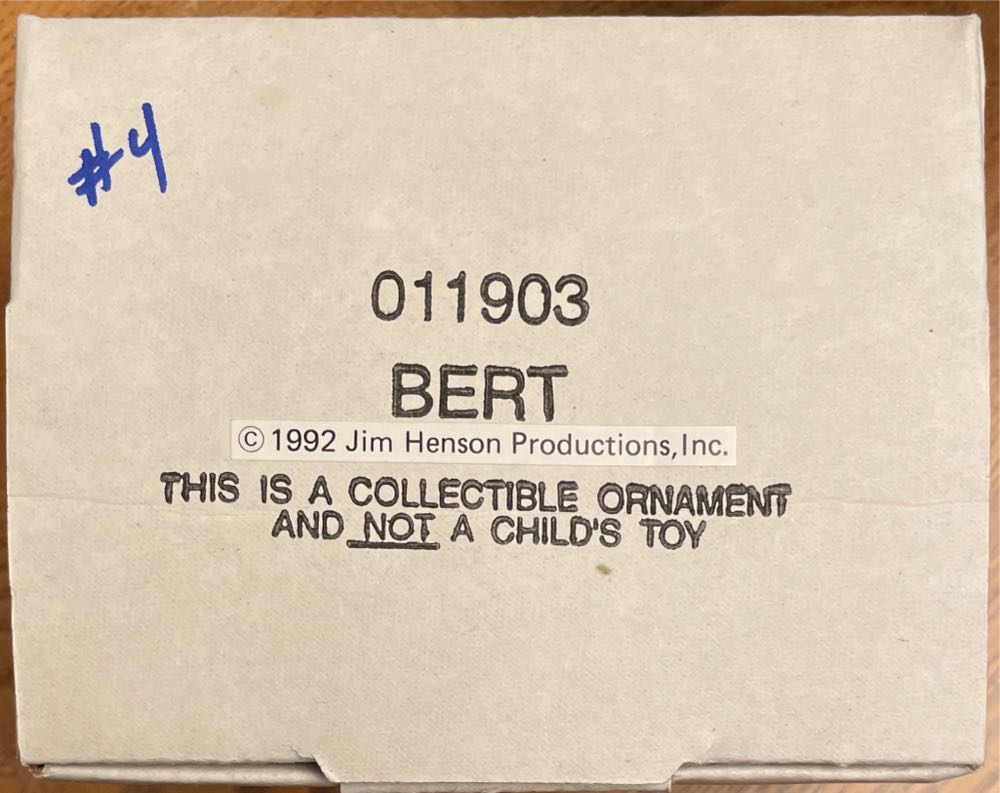 #4
011903
BERT
© 1992 Jim Henson Productions, Inc.
THIS IS A COLLECTIBLE ORNAMENT
AND NOT A CHILD'S TOY